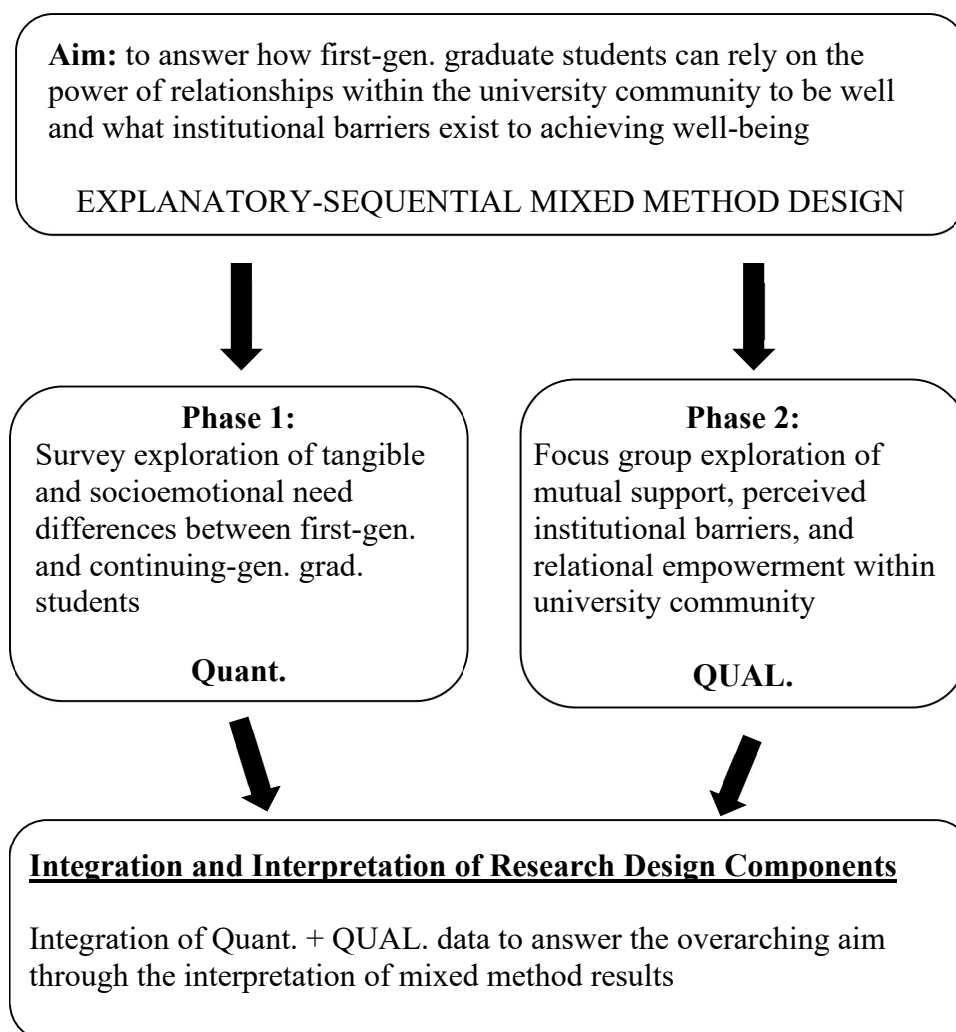 Aim: to answer how first-gen. graduate students can rely on the
power of relationships within the university community to be well
and what institutional barriers exist to achieving well-being
EXPLANATORY-SEQUENTIAL MIXED METHOD DESIGN
Phase 1:
Survey exploration of tangible
and socioemotional need
differences between first-gen.
and continuing-gen. grad.
students
Quant.
Phase 2:
Focus group exploration of
mutual support, perceived
institutional barriers, and
relational empowerment within
university community
QUAL.
Integration and Interpretation of Research Design Components
Integration of Quant. + QUAL. data to answer the overarching aim
through the interpretation of mixed method results